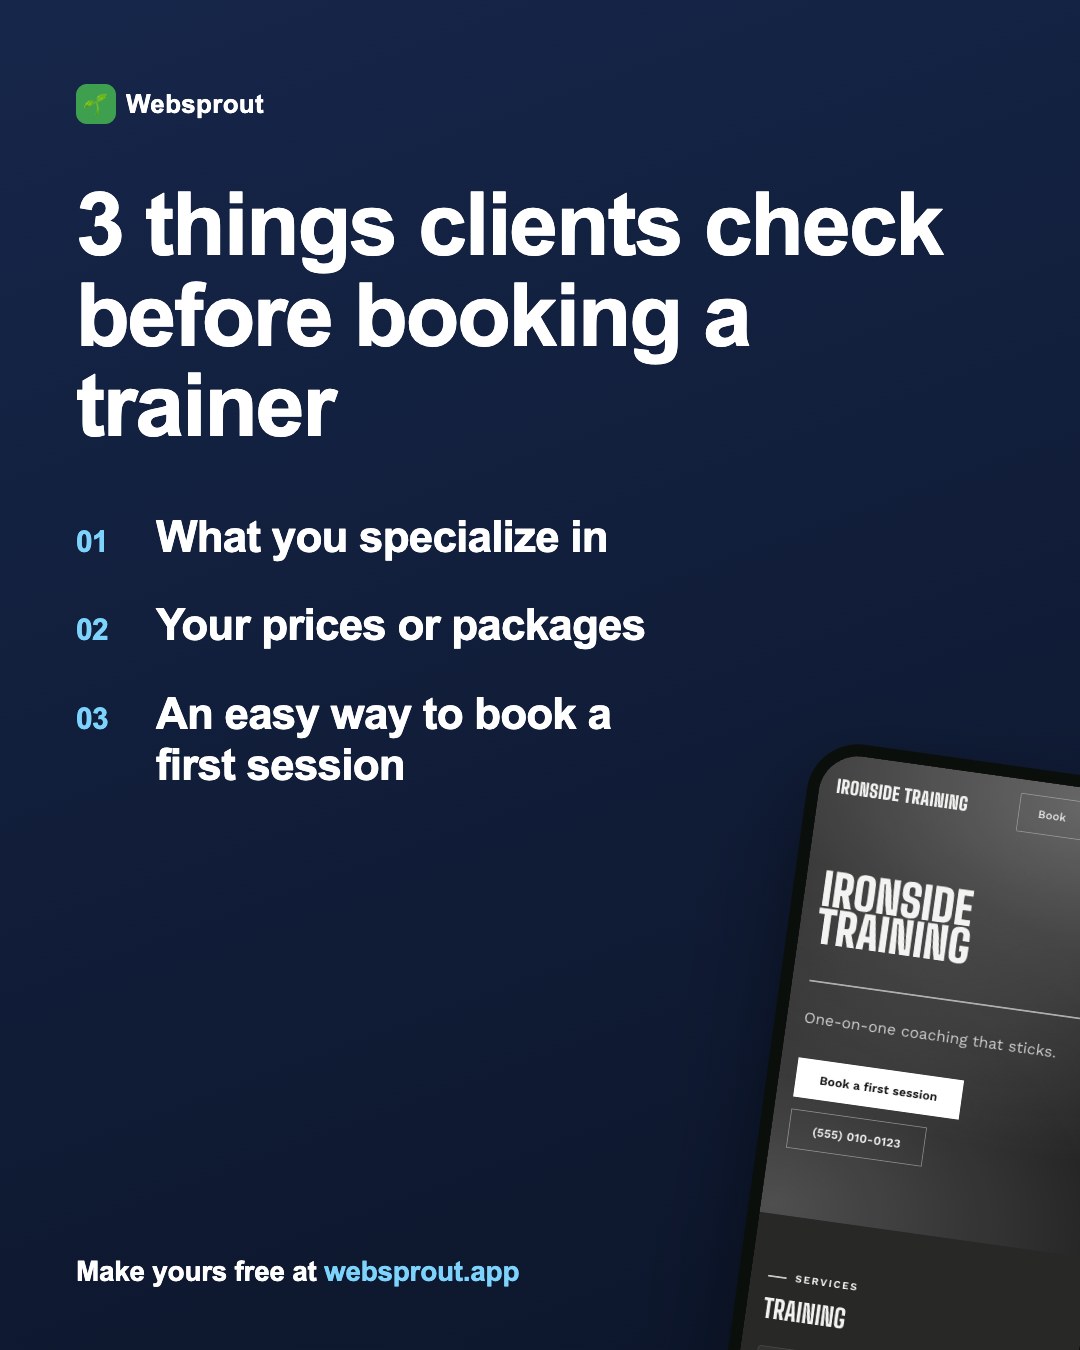 Websprout
3 things clients check
before booking a
trainer
01 What you specialize in
02 Your prices or packages
03 An easy way to book a
first session
IRONSIDE TRAINING
Book
IRONSIDE
TRAINING
One-on-one coaching that sticks.
Book a first session
(555) 010-0123
SERVICES
TRAINING
Make yours free at websprout.app